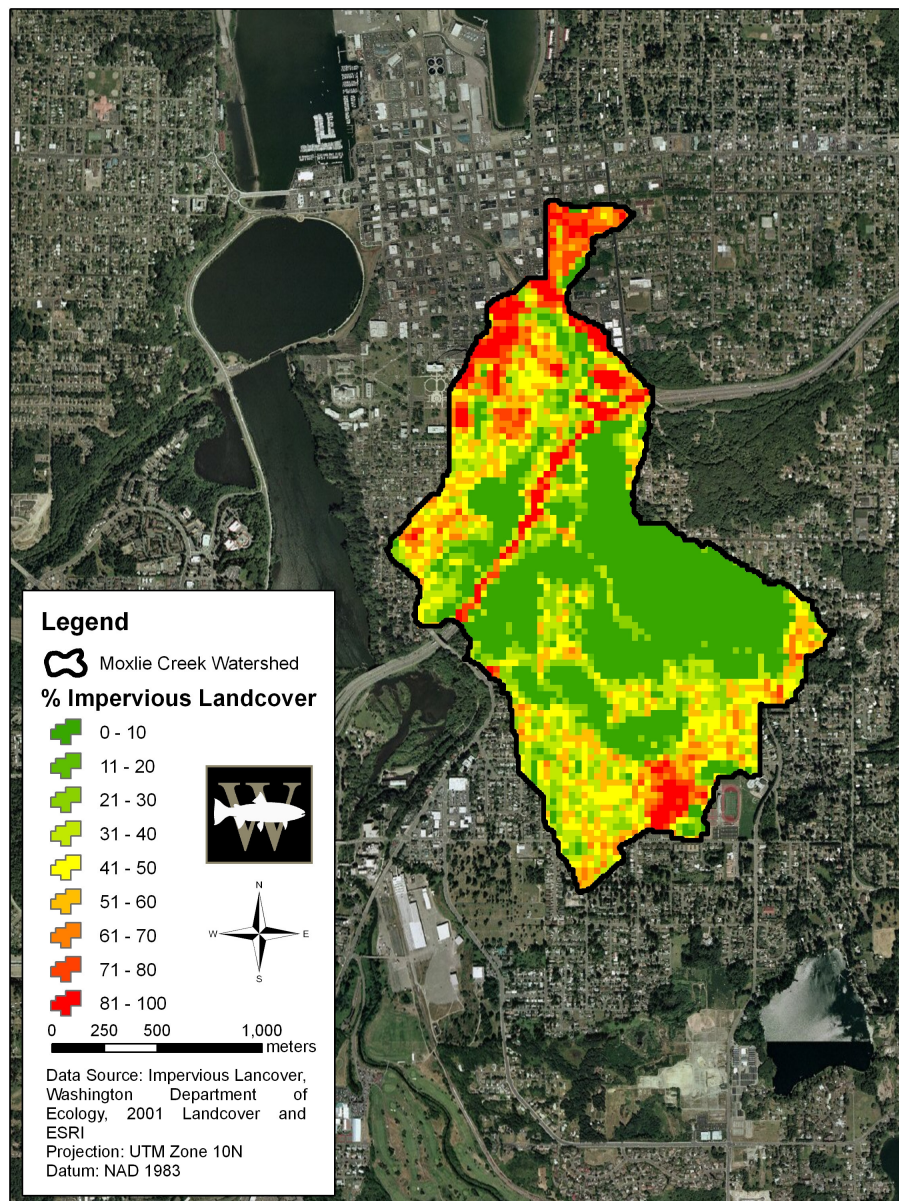 Legend
Moxlie Creek Watershed
% Impervious Landcover
0 - 10
11 - 20
21 - 30
31 - 40
41 - 50
51 - 60
61 - 70
71 - 80
81 - 100
W
N
W E
S
0 250 500 1,000
meters
Data Source: Impervious Lancover,
Washington Department of
Ecology, 2001 Landcover and
ESRI
Projection: UTM Zone 10N
Datum: NAD 1983